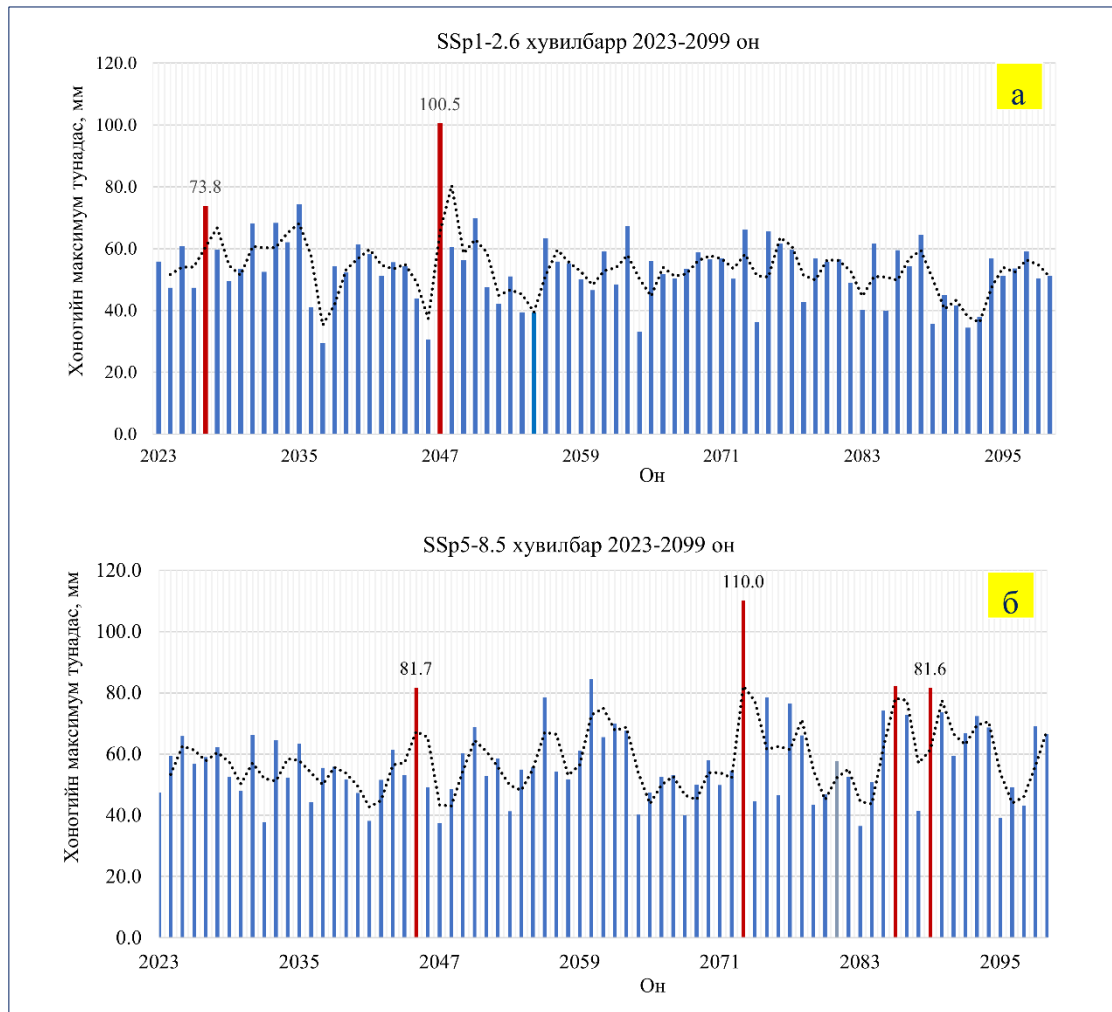 SSp1-2.6 хувилбарр 2023-2099 он
а
Хоногийн максимум тунадас, мм
120.0
100.0
80.0
60.0
40.0
20.0
0.0
73.8
100.5
2023 2035 2047 2059 2071 2083 2095
Он
SSp5-8.5 хувилбар 2023-2099 он
б
Хоногийн максимум тунадас, мм
120.0
100.0
80.0
60.0
40.0
20.0
0.0
81.7
110.0
81.6
2023 2035 2047 2059 2071 2083 2095
Он